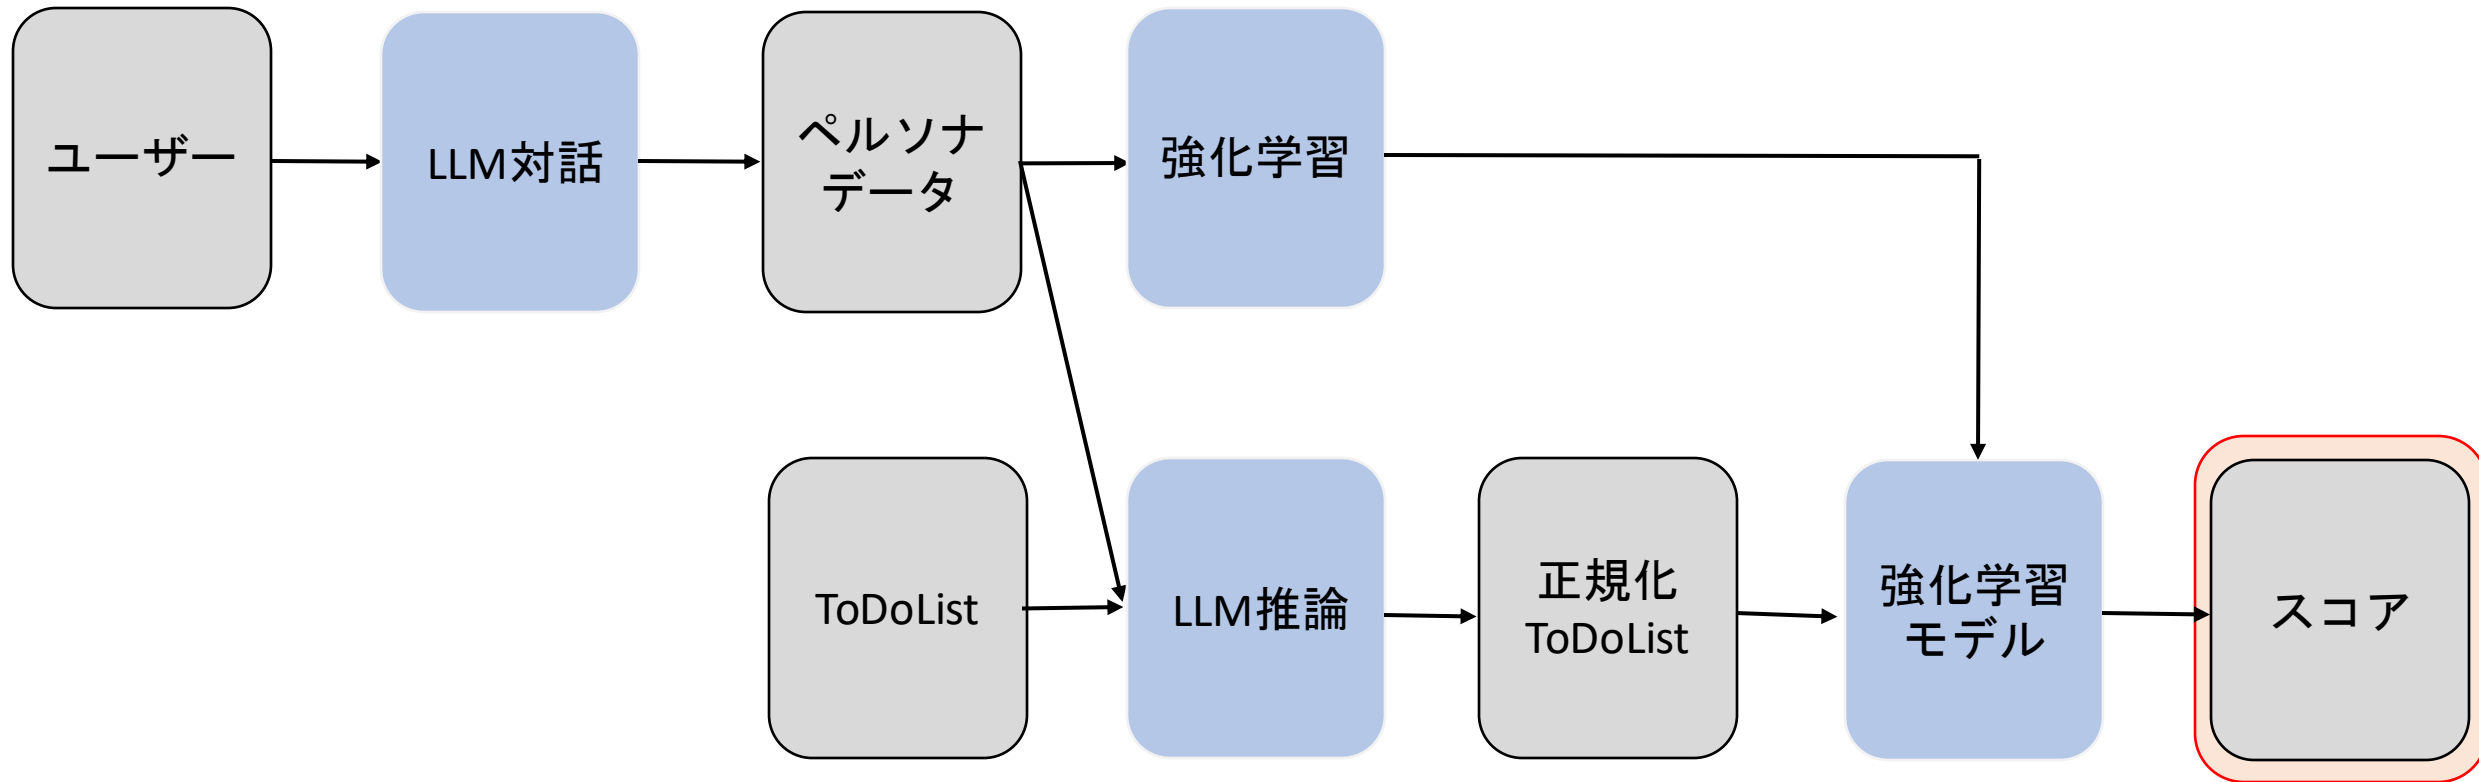 ユーザー
LLM対話
ペルソナ
データ
強化学習
ToDoList
LLM推論
正規化
ToDoList
強化学習
モデル
スコア